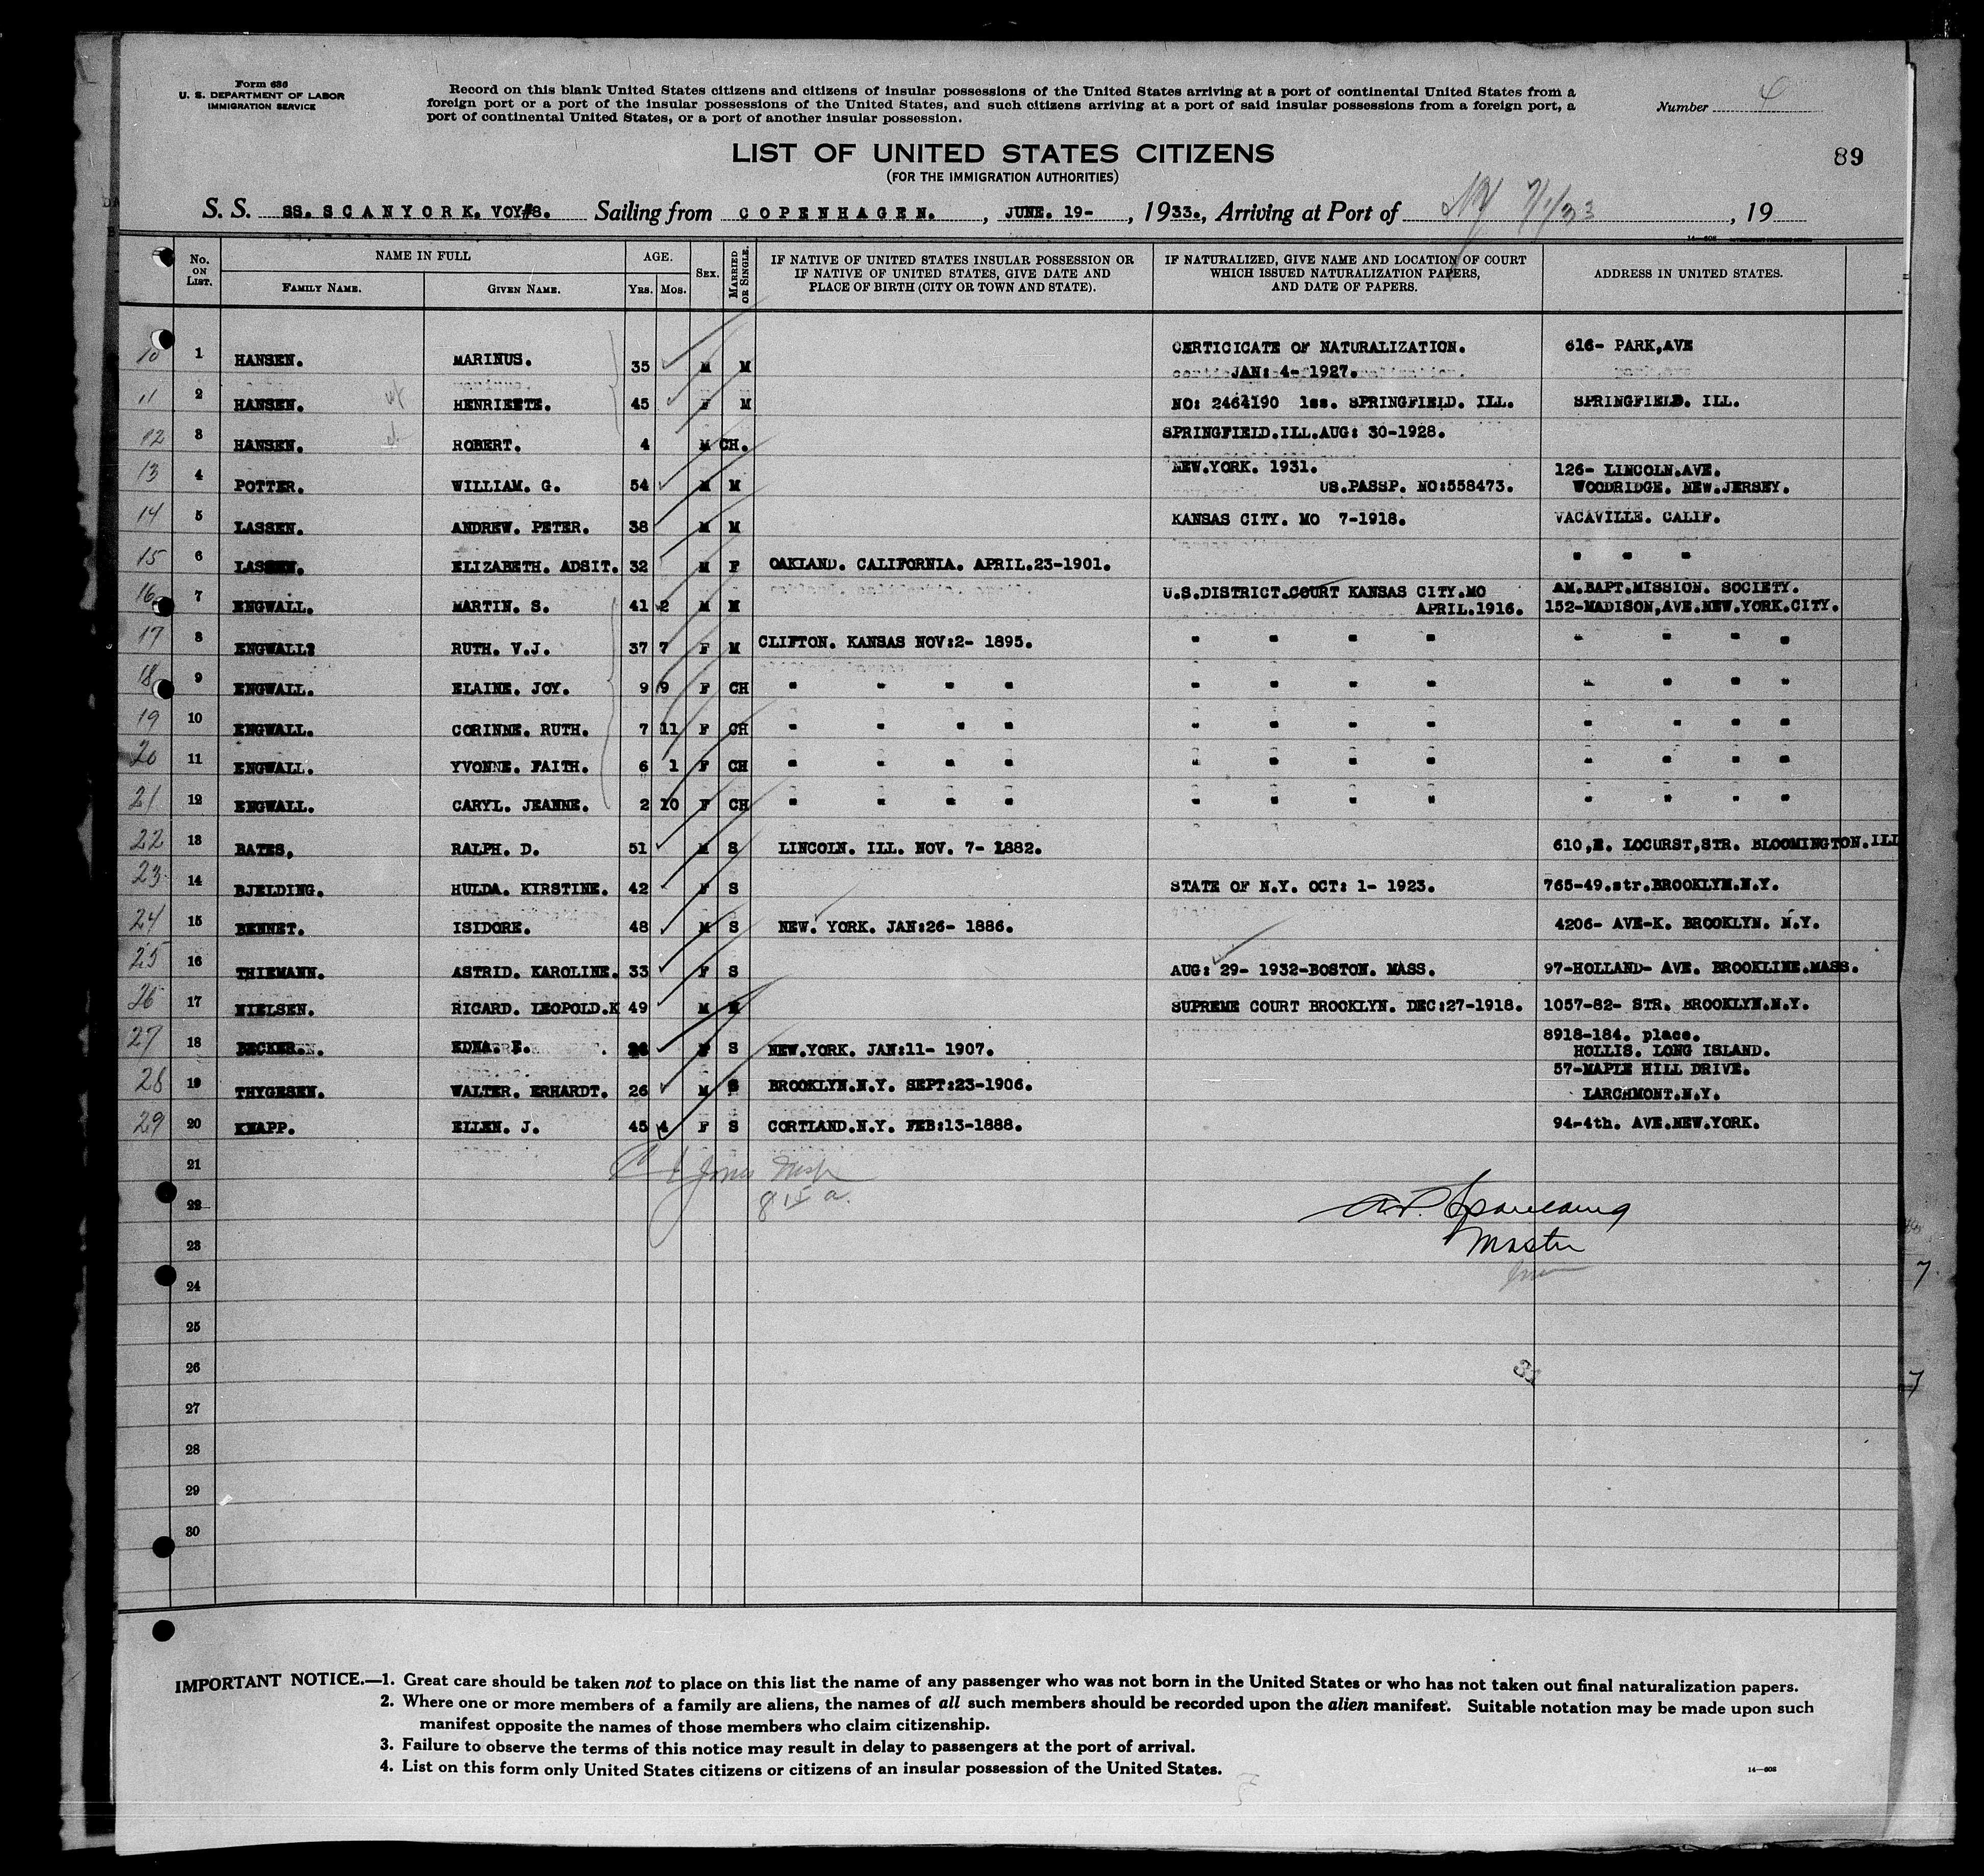 Form 630
U. S. DEPARTMENT OF LABOR
IMMIGRATION SERVICE
Record on this blank United States citizens and citizens of insular possessions of the United States arriving at a port of continental United States from a
foreign port or a port of the insular possessions of the United States, and such citizens arriving at a port of said insular possessions from a foreign port, a
port of continental United States, or a port of another insular possession.
Number 4
LIST OF UNITED STATES CITIZENS
(FOR THE IMMIGRATION AUTHORITIES)
89
S. S. SS. SCANYORK. VOY#8. Sailing from COPENHAGEN. , JUNE. 19- , 1933., Arriving at Port of NY 7/1/33 , 19
No. ON LIST. NAME IN FULL FAMILY NAME. GIVEN NAME. AGE. YRS. MOS. SEX. MARRIED OR SINGLE. IF NATIVE OF UNITED STATES INSULAR POSSESSION OR IF NATIVE OF UNITED STATES, GIVE DATE AND PLACE OF BIRTH (CITY OR TOWN AND STATE). IF NATURALIZED, GIVE NAME AND LOCATION OF COURT WHICH ISSUED NATURALIZATION PAPERS, AND DATE OF PAPERS. ADDRESS IN UNITED STATES.
10 1 HANSEN. MARINUS. 35 M M CERTICICATE OF NATURALIZATION. 616- PARK,AVE
JAN: 4- 1927.
11 2 HANSEN. wf HENRIETTE. 45 F M NO: 2464190 1ss. SPRINGFIELD. ILL. SPRINGFIELD. ILL.
12 3 HANSEN. ch ROBERT. 4 M CH. SPRINGFIELD.ILL.AUG: 30-1928.
13 4 POTTER. WILLIAM. G. 54 M M NEW.YORK. 1931. 126- LINCOLN.AVE.
US.PASSP. NO:558473. WOODRIDGE. NEW.JERSEY.
14 5 LASSEN. ANDREW. PETER. 38 M M KANSAS CITY. MO 7-1918. VACAVILLE. CALIF.
15 6 LASSEN. ELIZABETH. ADSIT. 32 M F OAKLAND. CALIFORNIA. APRIL.23-1901. " " "
16 7 ENGWALL. MARTIN. S. 41 2 M M U.S.DISTRICT.COURT KANSAS CITY.MO AM.BAPT.MISSION. SOCIETY.
APRIL.1916. 152-MADISON,AVE.NEW.YORK.CITY.
17 8 ENGWALL: RUTH. V.J. 37 7 F M CLIFTON. KANSAS NOV:2- 1895. " " " " " " " "
18 9 ENGWALL. ELAINE. JOY. 9 9 F CH " " " " " " " " " " " "
19 10 ENGWALL. CORINNE. RUTH. 7 11 F CH " " " " " " " " " " " "
20 11 ENGWALL. YVONNE. FAITH. 6 1 F CH " " " " " " " " " " " "
21 12 ENGWALL. CARYL. JEANNE. 2 10 F CH " " " " " " " " " " " "
22 13 BATES, RALPH. D. 51 M S LINCOLN. ILL. NOV. 7- 1882. 610,E. LOCURST,STR. BLOOMINGTON.ILL
23 14 BJELDING. HULDA. KIRSTINE. 42 F S STATE OF N.Y. OCT: 1- 1923. 765-49.str.BROOKLYN.N.Y.
24 15 BENNET. ISIDORE. 48 M S NEW. YORK. JAN:26- 1886. 4206- AVE-K. BROOKLYN. N.Y.
25 16 THIEMANN. ASTRID. KAROLINE. 33 F S AUG: 29- 1932-BOSTON. MASS. 97-HOLLAND- AVE. BROOKLINE.MASS.
26 17 NIELSEN. RICARD. LEOPOLD.K 49 M M SUPREME COURT BROOKLYN. DEC:27-1918. 1057-82- STR. BROOKLYN.N.Y.
27 18 BECKER. EDNA. E. 26 F S NEW.YORK. JAN:11- 1907. 8918-184. place.
HOLLIS. LONG ISLAND.
28 19 THYGESEN. WALTER. ERHARDT. 26 M S BROOKLYN.N.Y. SEPT:23-1906. 57-MAPLE HILL DRIVE.
LARCHMONT.N.Y.
29 20 KNAPP. ELLEN. J. 45 4 F S CORTLAND.N.Y. FEB:13-1888. 94-4th. AVE.NEW.YORK.
21
Jones Insp
22 8 15 a.
23 Master
24
25
26
27
28
29
30
7
7
IMPORTANT NOTICE.—1. Great care should be taken not to place on this list the name of any passenger who was not born in the United States or who has not taken out final naturalization papers.
2. Where one or more members of a family are aliens, the names of all such members should be recorded upon the alien manifest. Suitable notation may be made upon such
manifest opposite the names of those members who claim citizenship.
3. Failure to observe the terms of this notice may result in delay to passengers at the port of arrival.
4. List on this form only United States citizens or citizens of an insular possession of the United States.
14—608